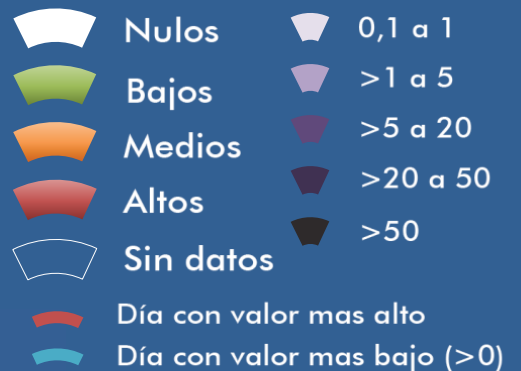 Nulos
Bajos
Medios
Altos
Sin datos
0,1 a 1
>1 a 5
>5 a 20
>20 a 50
>50
Día con valor mas alto
Día con valor mas bajo (>0)